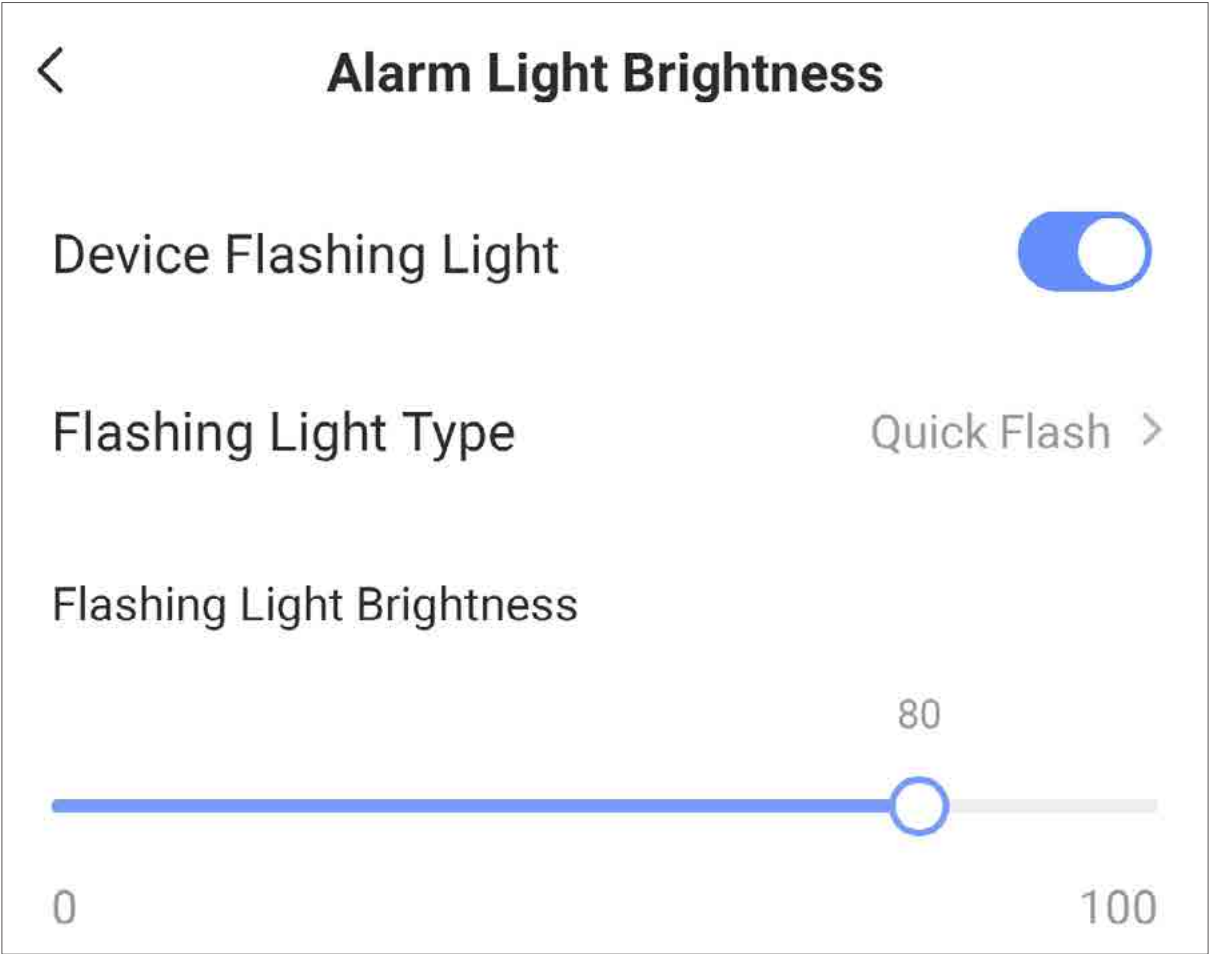 Alarm Light Brightness
Device Flashing Light
Flashing Light Type Quick Flash
Flashing Light Brightness
80
0 100